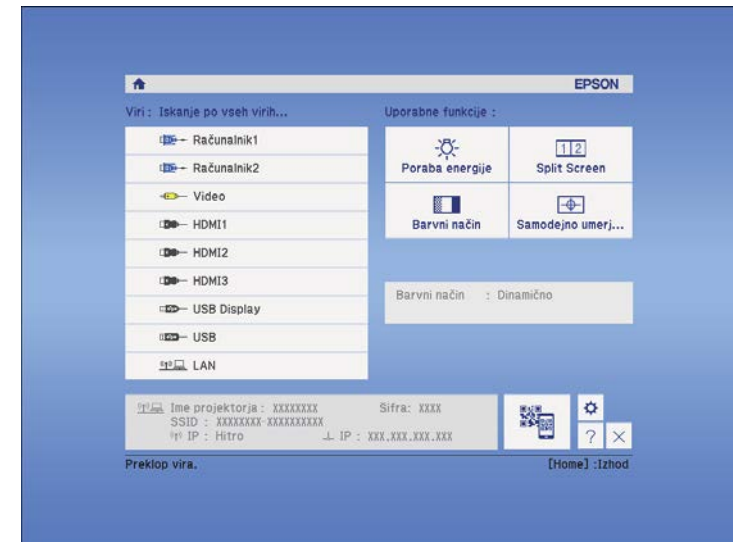 EPSON
Viri : Iskanje po vseh virih...
Računalnik1
Računalnik2
Video
HDMI1
HDMI2
HDMI3
USB Display
USB
LAN
Uporabne funkcije :
Poraba energije
1 2
Split Screen
Barvni način
Samodejno umerj...
Barvni način : Dinamično
Ime projektorja : XXXXXXXX Sifra: XXXX
SSID : XXXXXXXX-XXXXXXXXXX
IP : Hitro IP : XXX.XXX.XXX.XXX
?
Preklop vira. [Home] :Izhod